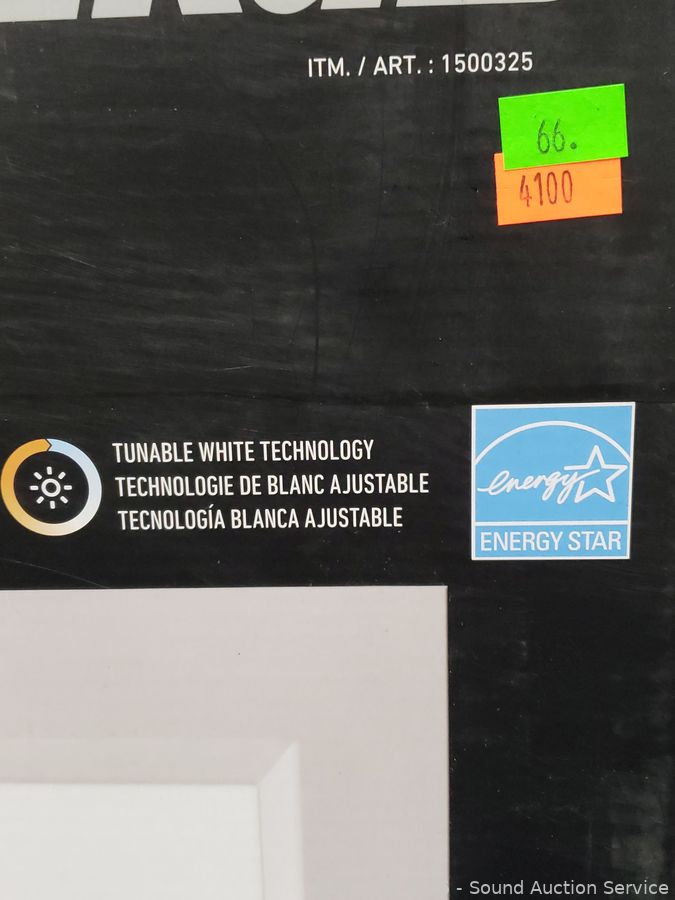 ITM. / ART. : 1500325
66.
4100
TUNABLE WHITE TECHNOLOGY
TECHNOLOGIE DE BLANC AJUSTABLE
TECNOLOGÍA BLANCA AJUSTABLE
energy
ENERGY STAR
- Sound Auction Service